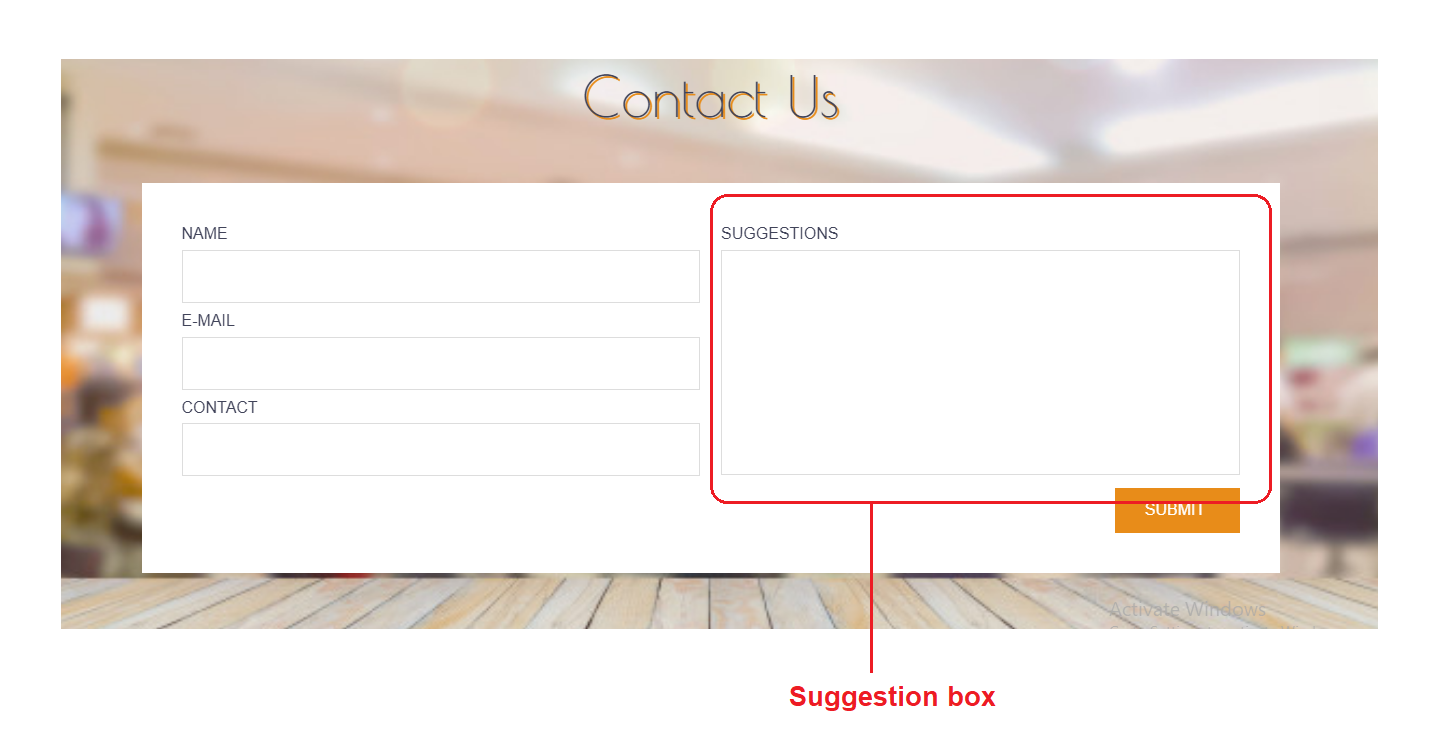 Contact Us
NAME
E-MAIL
CONTACT
SUGGESTIONS
SUBMIT
Activate Windows
Suggestion box